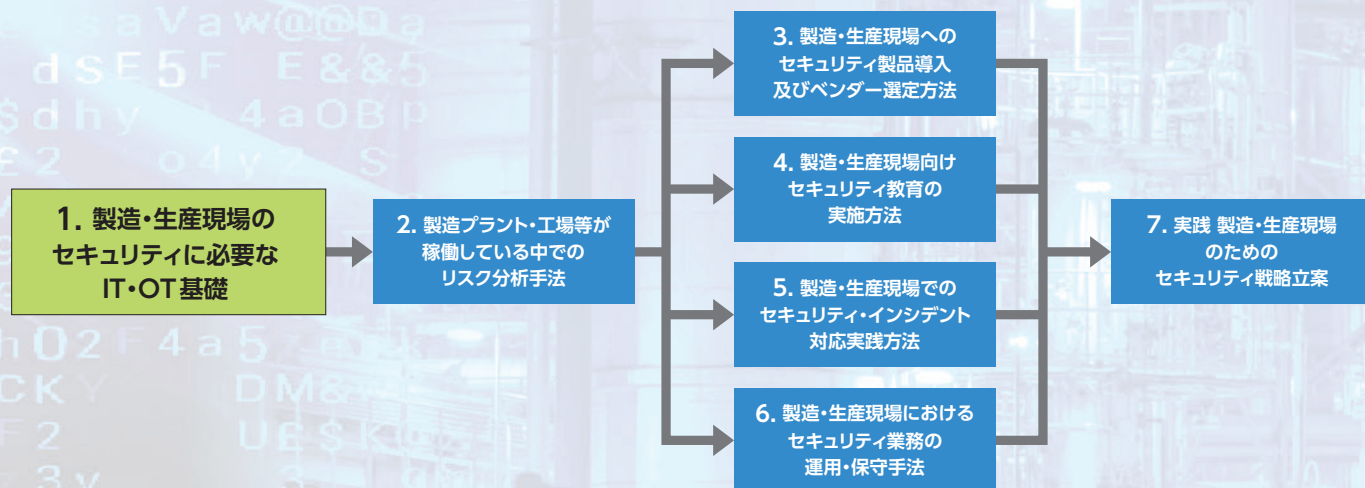 1. 製造・生産現場の
セキュリティに必要な
IT・OT基礎
2. 製造プラント・工場等が
稼働している中での
リスク分析手法
3. 製造・生産現場への
セキュリティ製品導入
及びベンダー選定方法
4. 製造・生産現場向け
セキュリティ教育の
実施方法
5. 製造・生産現場での
セキュリティ・インシデント
対応実践方法
6. 製造・生産現場における
セキュリティ業務の
運用・保守手法
7. 実践 製造・生産現場
のための
セキュリティ戦略立案